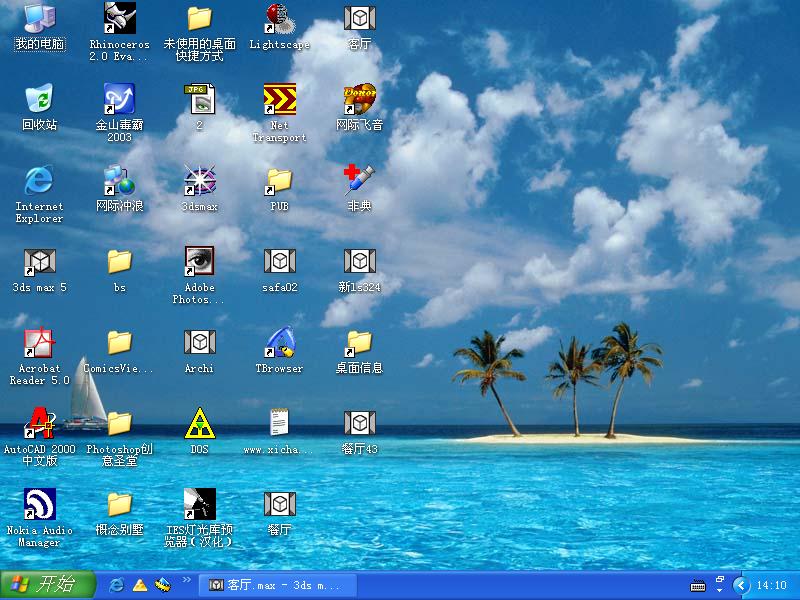 我的电脑
Rhinoceros
2.0 Eva...
未使用的桌面
快捷方式
Lightscape
客厅
回收站
金山毒霸
2003
JPG
2
Net
Transport
网际飞音
Internet
Explorer
网际冲浪
3dsmax
PUB
非典
3ds max 5
bs
Adobe
Photos...
safa02
新ls324
Acrobat
Reader 5.0
ComicsVie...
Archi
TBrowser
桌面信息
AutoCAD 2000
中文版
Photoshop创
意圣堂
DOS
www.xicha....
餐厅43
Nokia Audio
Manager
概念别墅
IES灯光库预
览器(汉化)
餐厅
开始
客厅.max - 3ds m...
14:10